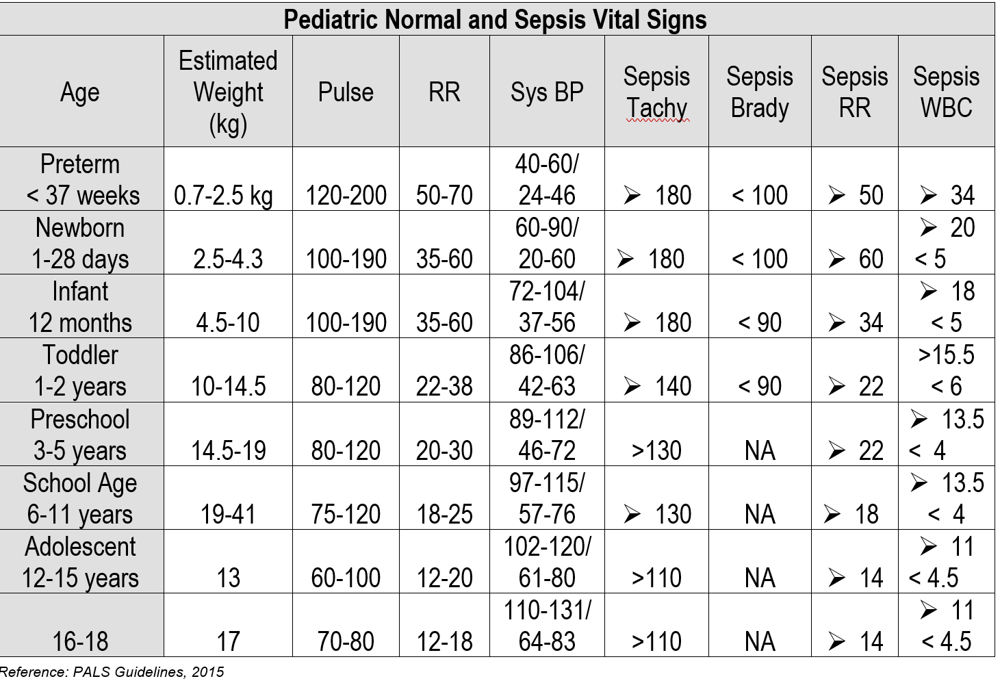 Pediatric Normal and Sepsis Vital Signs
Age Estimated Weight (kg) Pulse RR Sys BP Sepsis Tachy Sepsis Brady Sepsis RR Sepsis WBC
Preterm < 37 weeks 0.7-2.5 kg 120-200 50-70 40-60/ 24-46 ➢ 180 < 100 ➢ 50 ➢ 34
Newborn 1-28 days 2.5-4.3 100-190 35-60 60-90/ 20-60 ➢ 180 < 100 ➢ 60 ➢ 20 < 5
Infant 12 months 4.5-10 100-190 35-60 72-104/ 37-56 ➢ 180 < 90 ➢ 34 ➢ 18 < 5
Toddler 1-2 years 10-14.5 80-120 22-38 86-106/ 42-63 ➢ 140 < 90 ➢ 22 >15.5 < 6
Preschool 3-5 years 14.5-19 80-120 20-30 89-112/ 46-72 >130 NA ➢ 22 ➢ 13.5 < 4
School Age 6-11 years 19-41 75-120 18-25 97-115/ 57-76 ➢ 130 NA ➢ 18 ➢ 13.5 < 4
Adolescent 12-15 years 13 60-100 12-20 102-120/ 61-80 >110 NA ➢ 14 ➢ 11 < 4.5
16-18 17 70-80 12-18 110-131/ 64-83 >110 NA ➢ 14 ➢ 11 < 4.5
Reference: PALS Guidelines, 2015